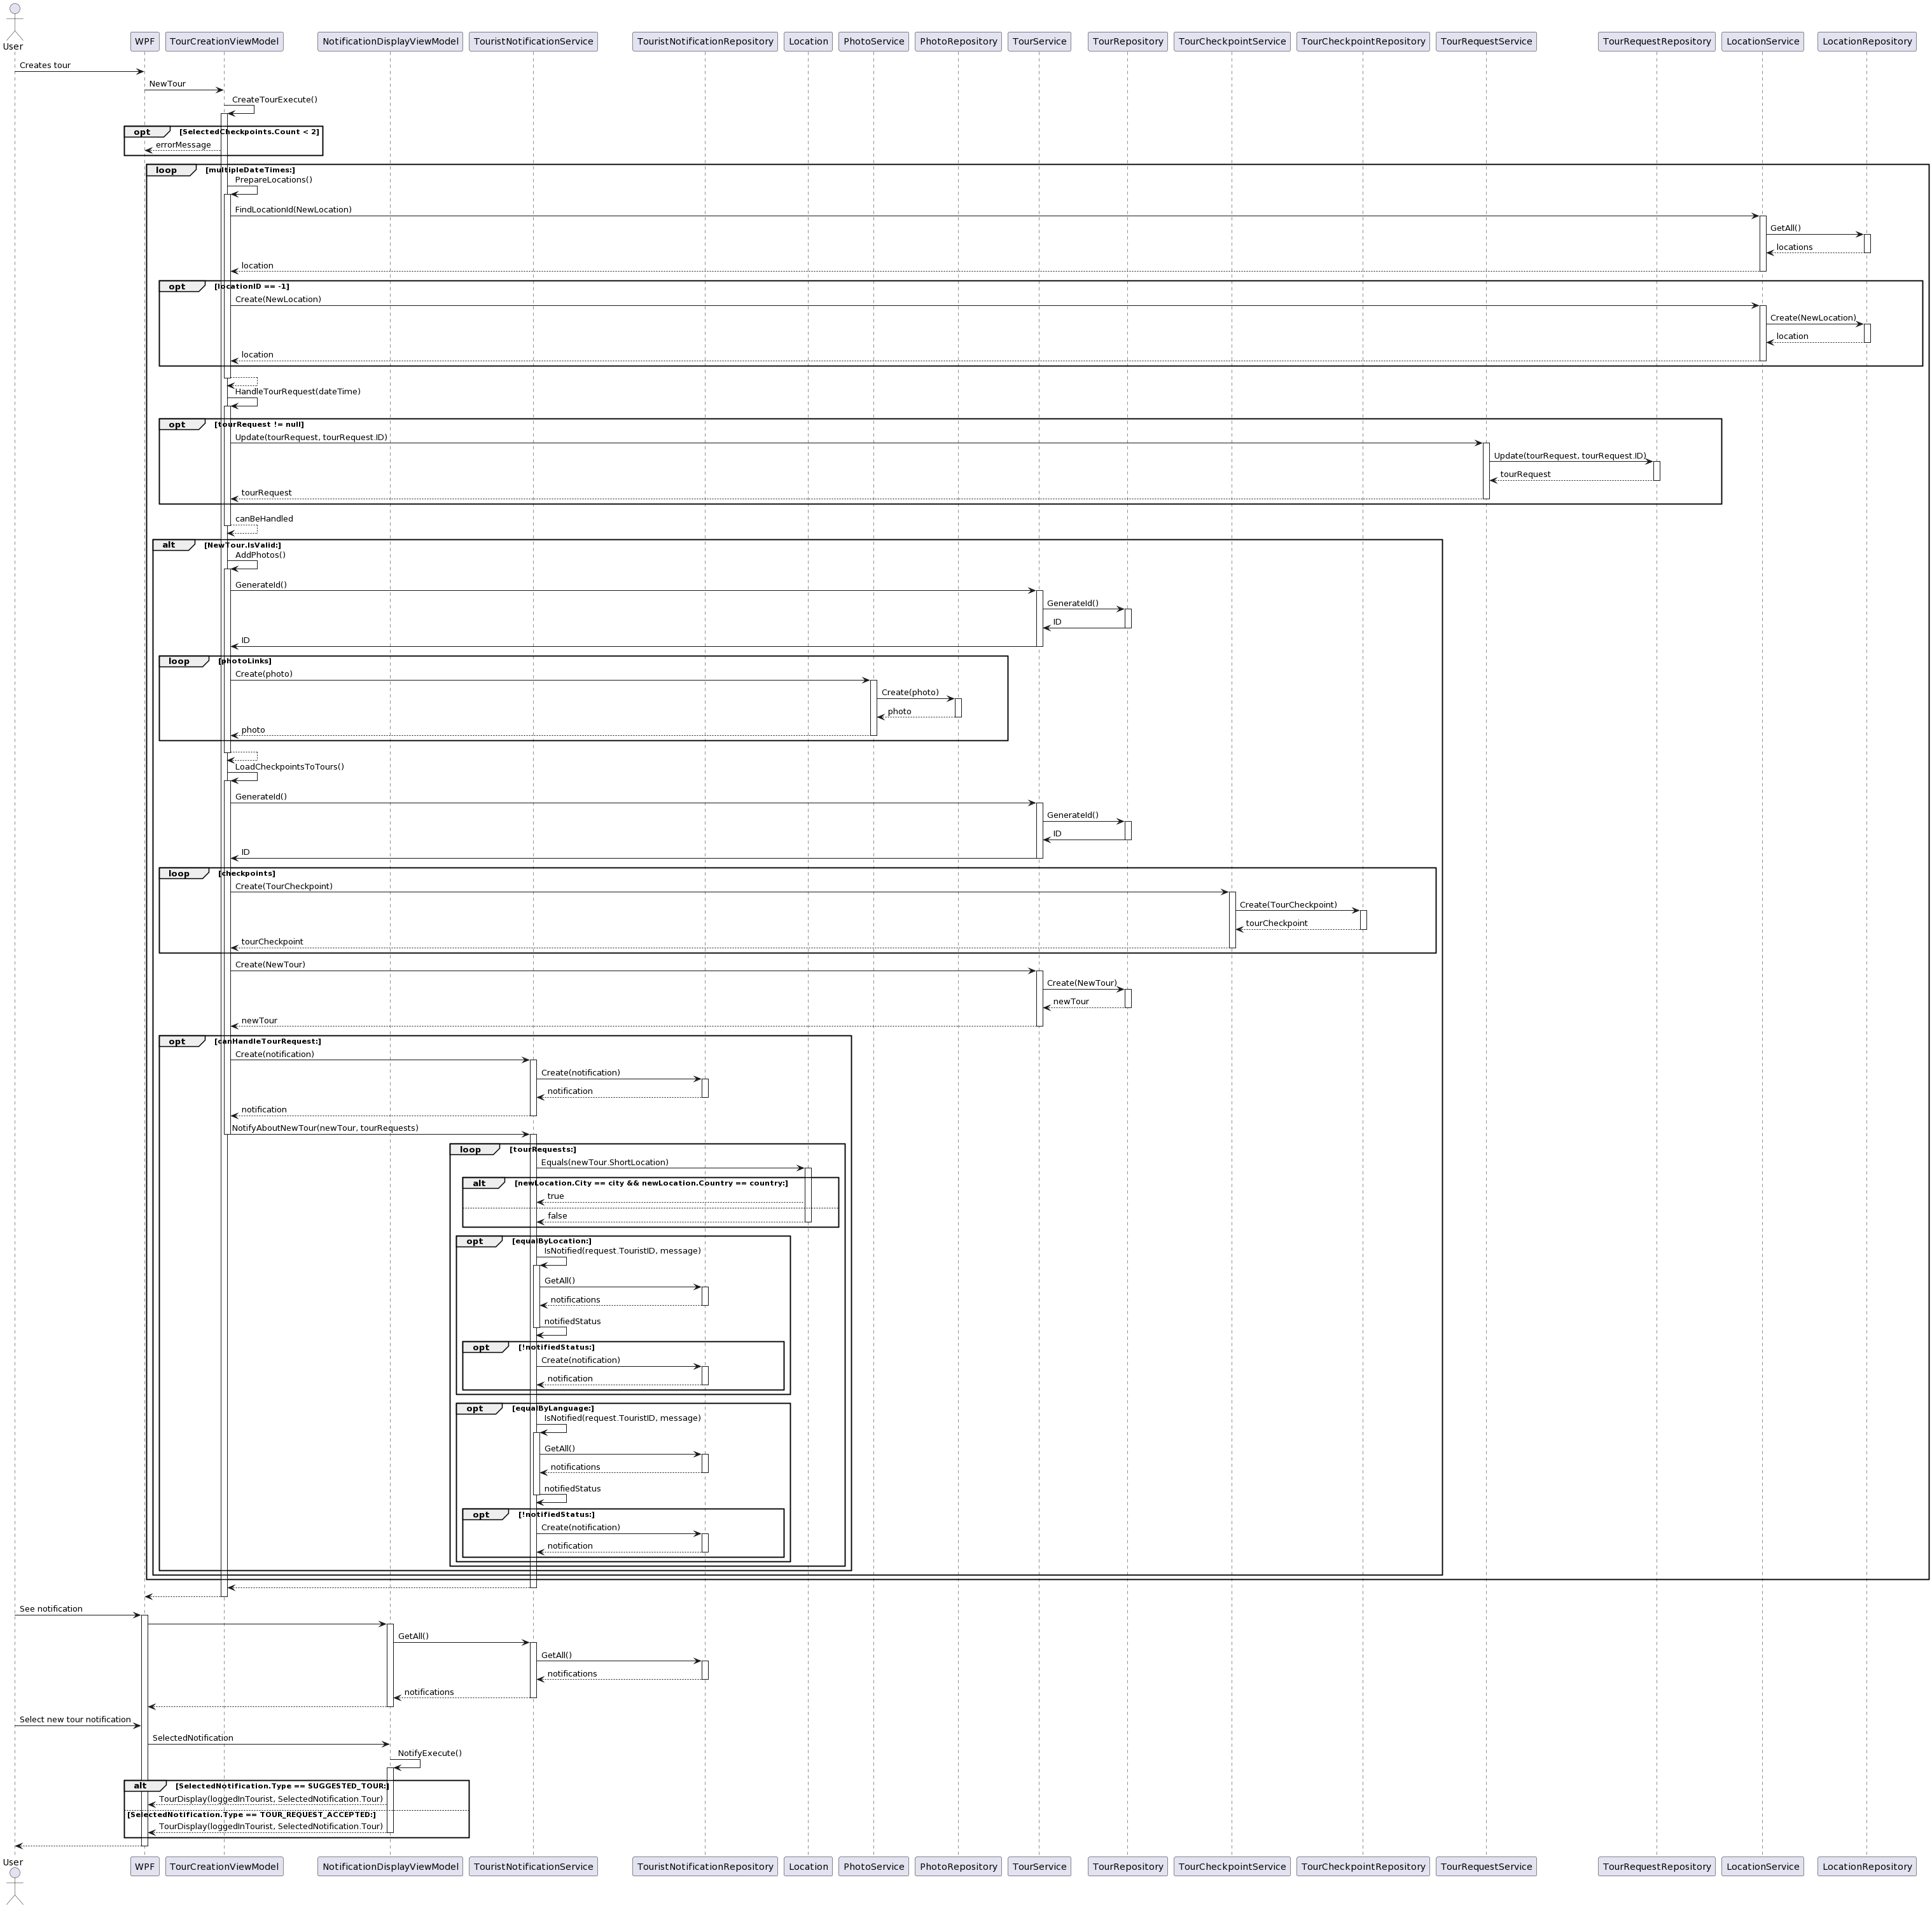 User
WPF
TourCreationViewModel
NotificationDisplayViewModel
TouristNotificationService
TouristNotificationRepository
Location
PhotoService
PhotoRepository
TourService
TourRepository
TourCheckpointService
TourCheckpointRepository
TourRequestService
TourRequestRepository
LocationService
LocationRepository
Creates tour
NewTour
CreateTourExecute()
opt [SelectedCheckpoints.Count < 2]
errorMessage
loop [multipleDateTimes:]
PrepareLocations()
FindLocationId(NewLocation)
GetAll()
locations
location
opt [locationID == -1]
Create(NewLocation)
Create(NewLocation)
location
location
HandleTourRequest(dateTime)
opt [tourRequest != null]
Update(tourRequest, tourRequest.ID)
Update(tourRequest, tourRequest.ID)
tourRequest
tourRequest
canBeHandled
alt [NewTour.IsValid:]
AddPhotos()
GenerateId()
GenerateId()
ID
ID
loop [photoLinks]
Create(photo)
Create(photo)
photo
photo
LoadCheckpointsToTours()
GenerateId()
GenerateId()
ID
ID
loop [checkpoints]
Create(TourCheckpoint)
Create(TourCheckpoint)
tourCheckpoint
tourCheckpoint
Create(NewTour)
Create(NewTour)
newTour
newTour
opt [canHandleTourRequest:]
Create(notification)
Create(notification)
notification
notification
NotifyAboutNewTour(newTour, tourRequests)
loop [tourRequests:]
Equals(newTour.ShortLocation)
alt [newLocation.City == city && newLocation.Country == country:]
true
false
opt [equalByLocation:]
IsNotified(request.TouristID, message)
GetAll()
notifications
notifiedStatus
opt [!notifiedStatus:]
Create(notification)
notification
opt [equalByLanguage:]
IsNotified(request.TouristID, message)
GetAll()
notifications
notifiedStatus
opt [!notifiedStatus:]
Create(notification)
notification
See notification
GetAll()
GetAll()
notifications
notifications
Select new tour notification
SelectedNotification
NotifyExecute()
alt [SelectedNotification.Type == SUGGESTED_TOUR:]
TourDisplay(loggedInTourist, SelectedNotification.Tour)
[SelectedNotification.Type == TOUR_REQUEST_ACCEPTED:]
TourDisplay(loggedInTourist, SelectedNotification.Tour)
User
WPF
TourCreationViewModel
NotificationDisplayViewModel
TouristNotificationService
TouristNotificationRepository
Location
PhotoService
PhotoRepository
TourService
TourRepository
TourCheckpointService
TourCheckpointRepository
TourRequestService
TourRequestRepository
LocationService
LocationRepository